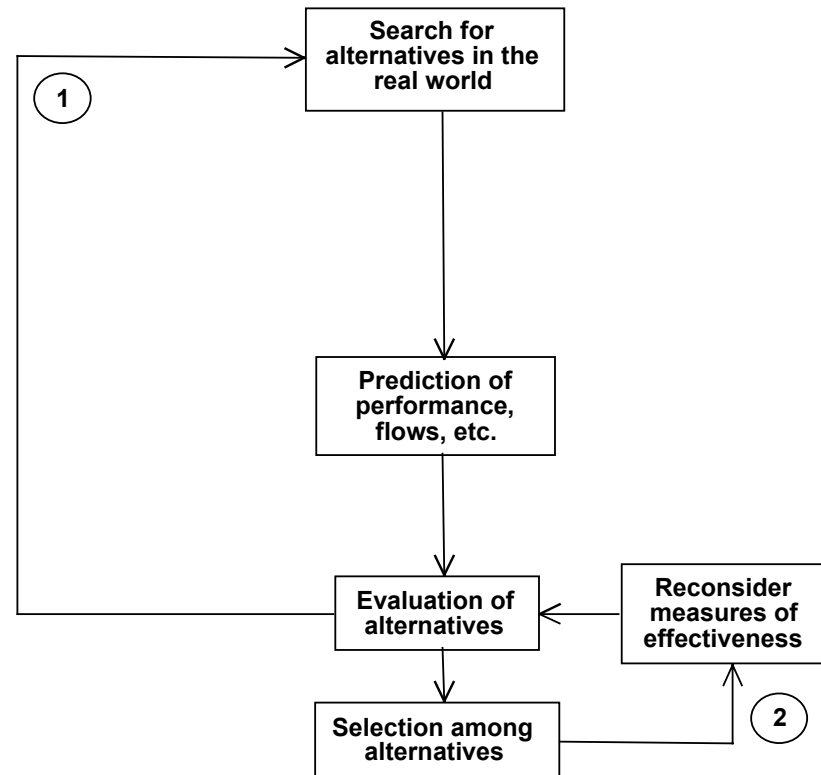 Search for
alternatives in the
real world
1
Prediction of
performance,
flows, etc.
Evaluation of
alternatives
Reconsider
measures of
effectiveness
Selection among
alternatives
2